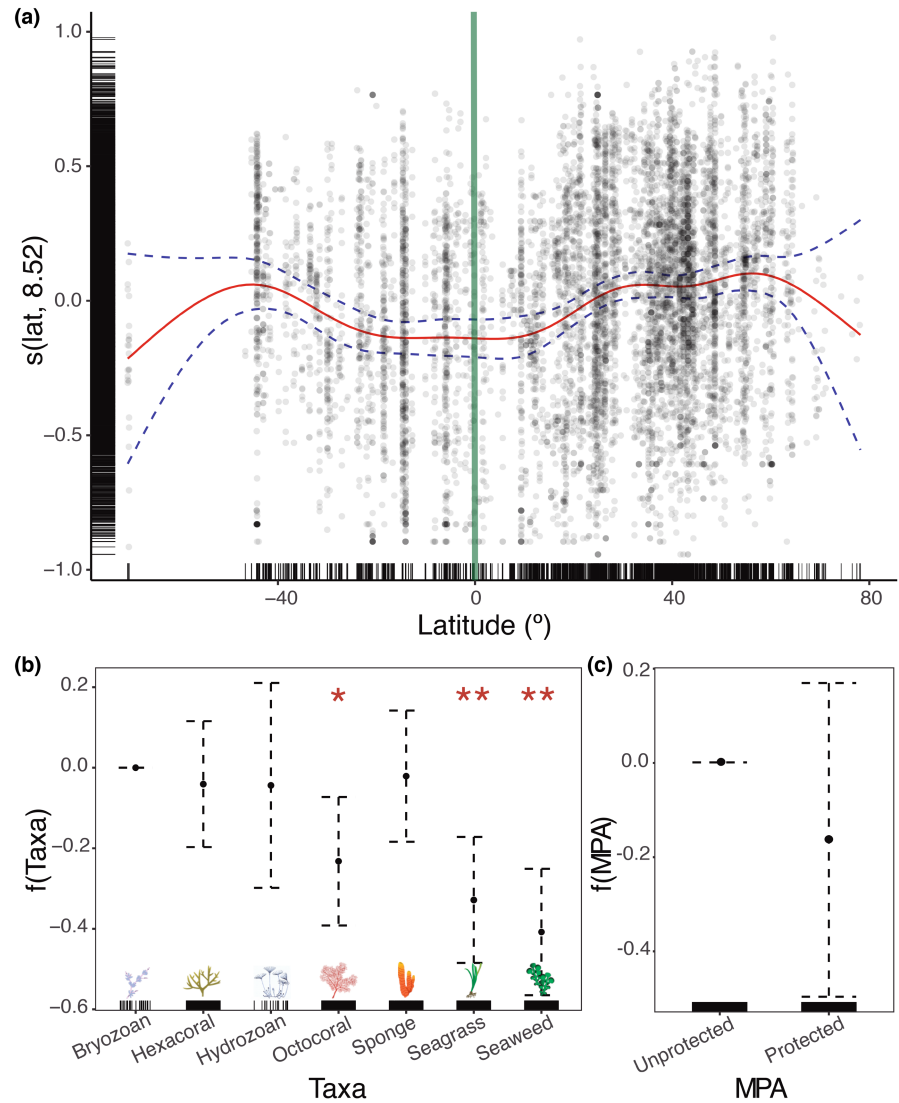 (a)
1.0
0.5
0.0
−0.5
−1.0
s(lat, 8.52)
−40
0
40
80
Latitude (º)
(b)
0.2
0.0
−0.2
−0.4
−0.6
f(Taxa)
* ** **
Bryozoan
Hexacoral
Hydrozoan
Octocoral
Sponge
Seagrass
Seaweed
Taxa
(c)
0.2
0.0
-0.2
-0.4
f(MPA)
Unprotected
Protected
MPA